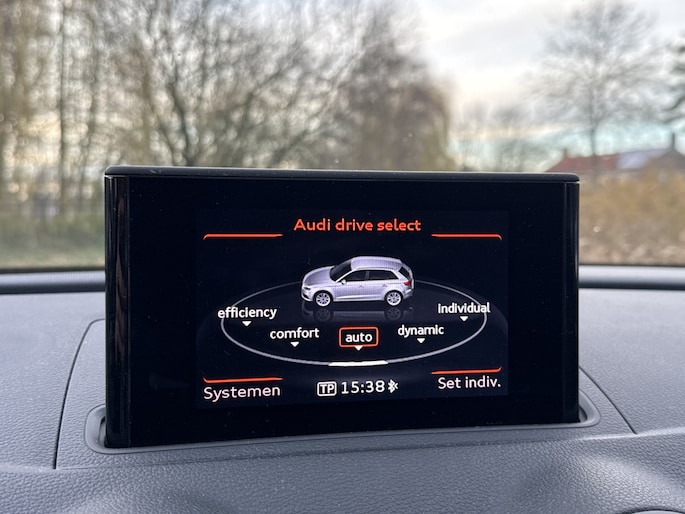 Audi drive select
efficiency
individual
comfort
auto
dynamic
Systemen
TP 15:38
Set indiv.